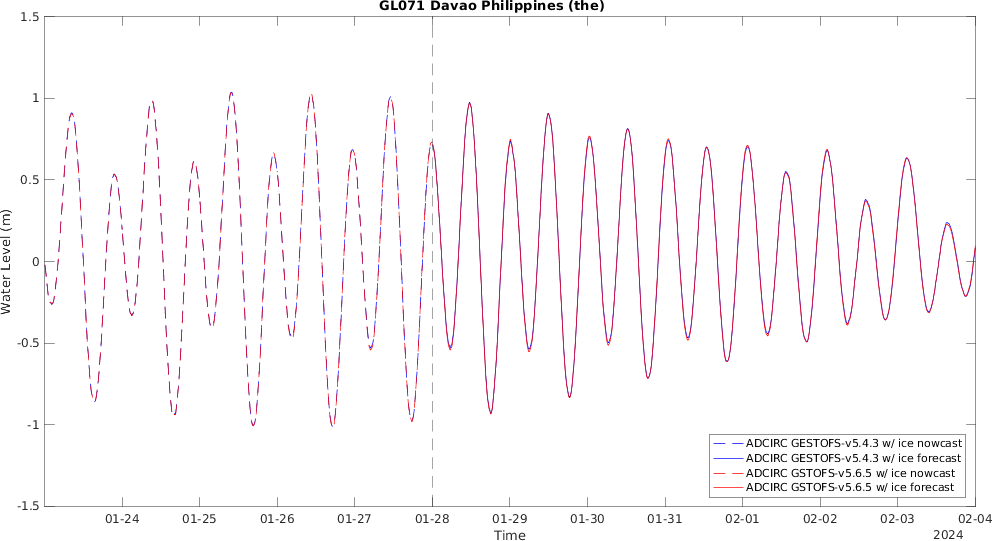 GL071 Davao Philippines (the)
1.5
1
0.5
0
-0.5
-1
-1.5
Water Level (m)
ADCIRC GESTOFS-v5.4.3 w/ ice nowcast
ADCIRC GESTOFS-v5.4.3 w/ ice forecast
ADCIRC GSTOFS-v5.6.5 w/ ice nowcast
ADCIRC GSTOFS-v5.6.5 w/ ice forecast
01-24 01-25 01-26 01-27 01-28 01-29 01-30 01-31 02-01 02-02 02-03 02-04
Time
2024